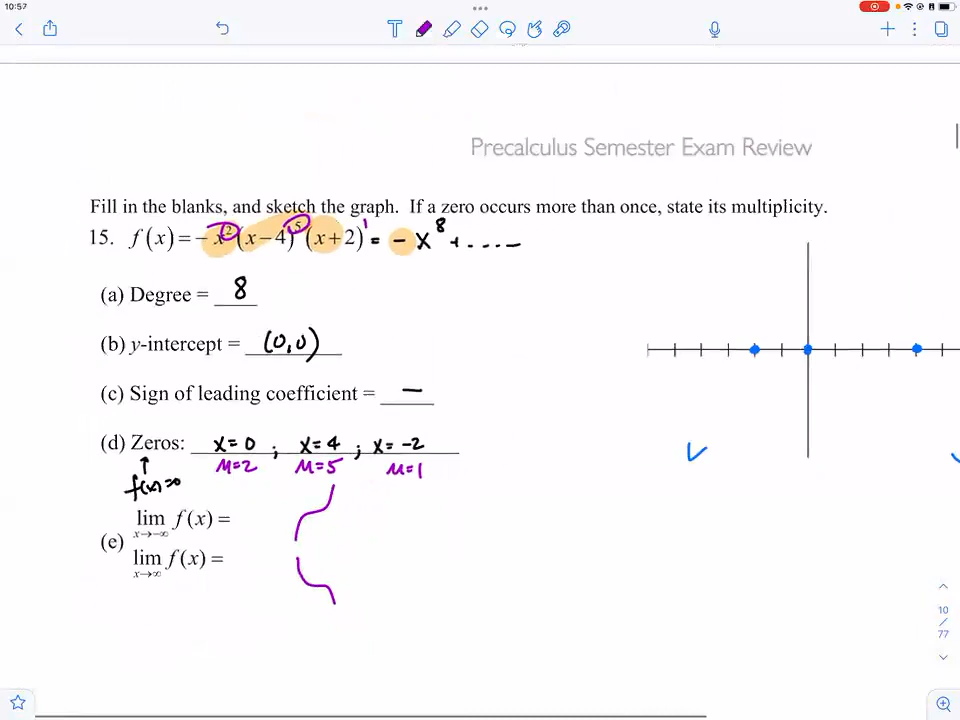 10:57
Precalculus Semester Exam Review
Fill in the blanks, and sketch the graph. If a zero occurs more than once, state its multiplicity.
15. f(x) = −x²(x−4)⁵(x+2)¹ = −x⁸+....−
(a) Degree = 8
(b) y-intercept = (0,0)
(c) Sign of leading coefficient = −
(d) Zeros: x=0 ; x=4 ; x=-2
M=2 M=5 M=1
↑
f(x)=0
(e) lim x→−∞ f(x) =
lim x→∞ f(x) =
10
/
77